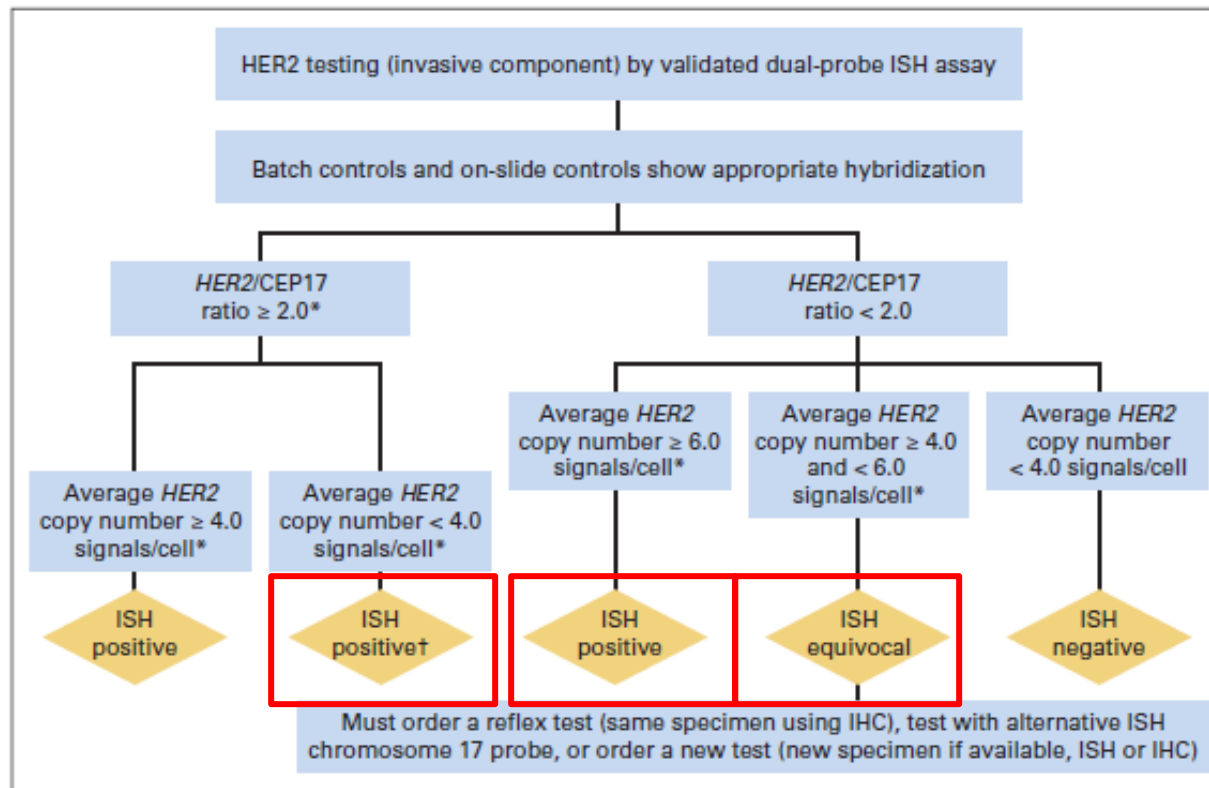 HER2 testing (invasive component) by validated dual-probe ISH assay
Batch controls and on-slide controls show appropriate hybridization
HER2/CEP17
ratio ≥ 2.0*
HER2/CEP17
ratio < 2.0
Average HER2
copy number ≥ 4.0
signals/cell*
Average HER2
copy number < 4.0
signals/cell*
Average HER2
copy number ≥ 6.0
signals/cell*
Average HER2
copy number ≥ 4.0
and < 6.0
signals/cell*
Average HER2
copy number
< 4.0 signals/cell
ISH
positive
ISH
positive†
ISH
positive
ISH
equivocal
ISH
negative
Must order a reflex test (same specimen using IHC), test with alternative ISH
chromosome 17 probe, or order a new test (new specimen if available, ISH or IHC)